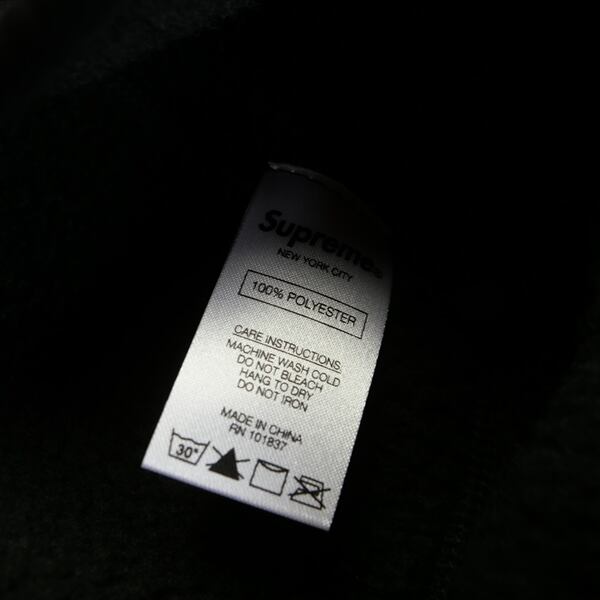 Supreme®
NEW YORK CITY
100% POLYESTER
CARE INSTRUCTIONS:
MACHINE WASH COLD
DO NOT BLEACH
HANG TO DRY
DO NOT IRON
MADE IN CHINA
RN 101837
30°